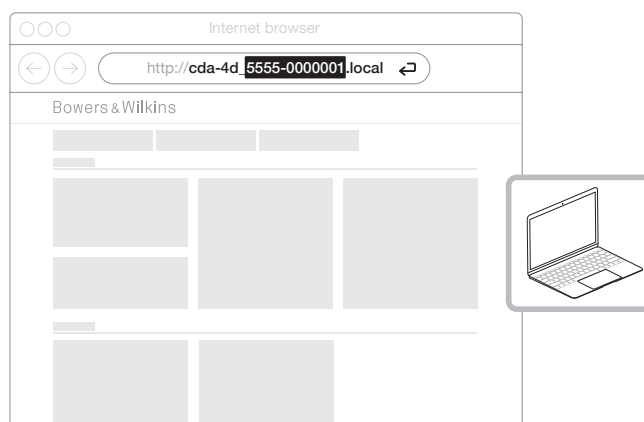 Internet browser
http://cda-4d_5555-0000001.local
Bowers & Wilkins